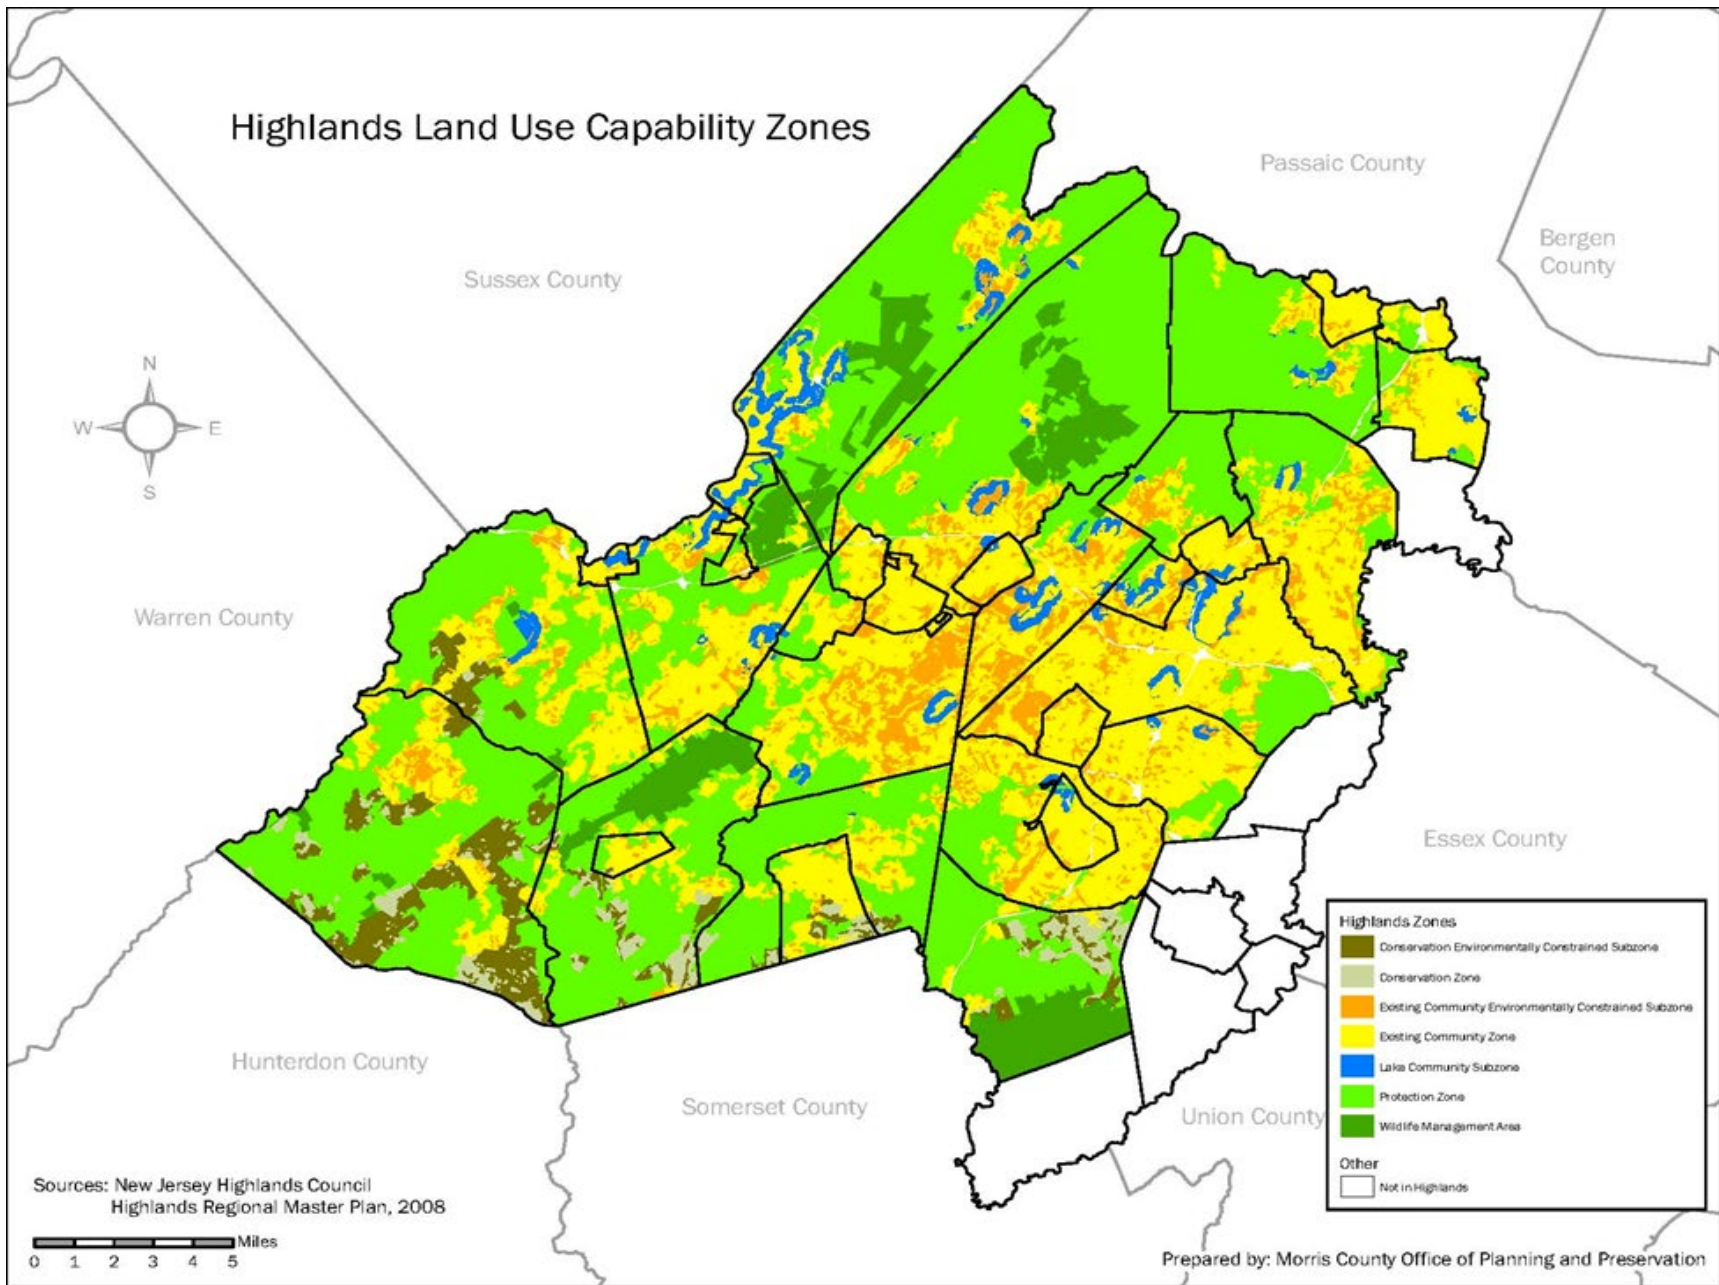 Highlands Land Use Capability Zones
Passaic County
Bergen
County
Sussex County
N
W
E
S
Warren County
Essex County
Hunterdon County
Somerset County
Union County
Highlands Zones
Conservation Environmentally Constrained Subzone
Conservation Zone
Existing Community Environmentally Constrained Subzone
Existing Community Zone
Lake Community Subzone
Protection Zone
Wildlife Management Area
Other
Not in Highlands
Sources: New Jersey Highlands Council
Highlands Regional Master Plan, 2008
Miles
0 1 2 3 4 5
Prepared by: Morris County Office of Planning and Preservation